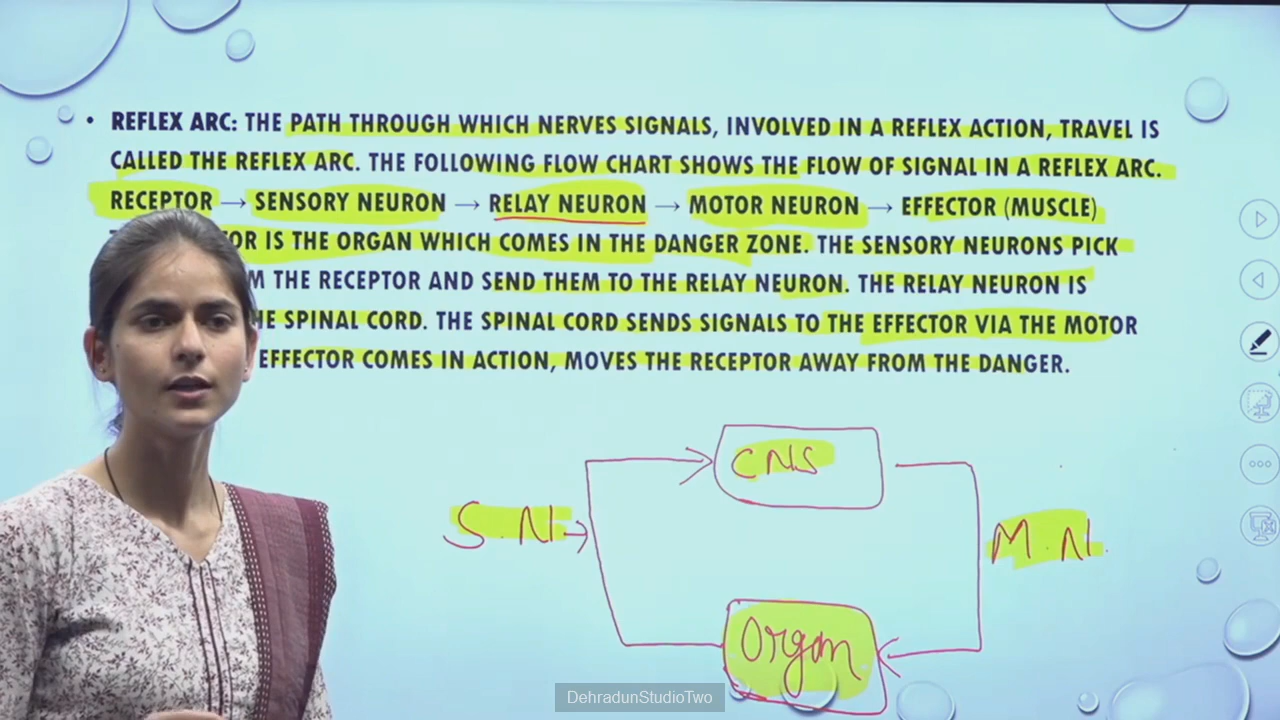 • REFLEX ARC: THE PATH THROUGH WHICH NERVES SIGNALS, INVOLVED IN A REFLEX ACTION, TRAVEL IS
CALLED THE REFLEX ARC. THE FOLLOWING FLOW CHART SHOWS THE FLOW OF SIGNAL IN A REFLEX ARC.
RECEPTOR → SENSORY NEURON → RELAY NEURON → MOTOR NEURON → EFFECTOR (MUSCLE)
IS THE ORGAN WHICH COMES IN THE DANGER ZONE. THE SENSORY NEURONS PICK
THE RECEPTOR AND SEND THEM TO THE RELAY NEURON. THE RELAY NEURON IS
SPINAL CORD. THE SPINAL CORD SENDS SIGNALS TO THE EFFECTOR VIA THE MOTOR
EFFECTOR COMES IN ACTION, MOVES THE RECEPTOR AWAY FROM THE DANGER.
CNS
S.N
M.N.
Organ
DehradunStudioTwo